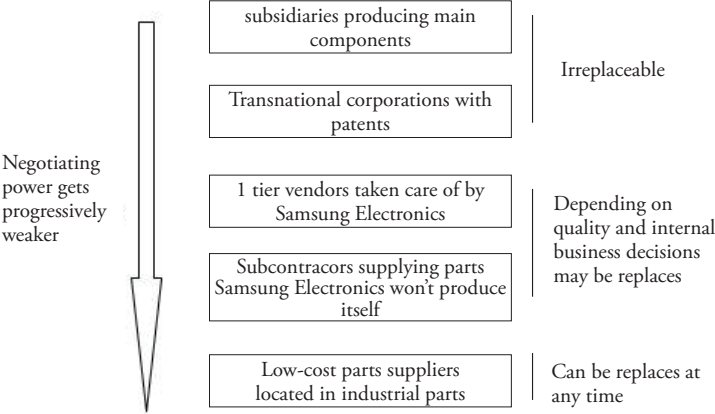 subsidiaries producing main
components
Irreplaceable
Transnational corporations with
patents
Negotiating
power gets
progressively
weaker
1 tier vendors taken care of by
Samsung Electronics
Depending on
quality and internal
business decisions
may be replaces
Subcontracors supplying parts
Samsung Electronics won't produce
itself
Low-cost parts suppliers
located in industrial parts
Can be replaces at
any time